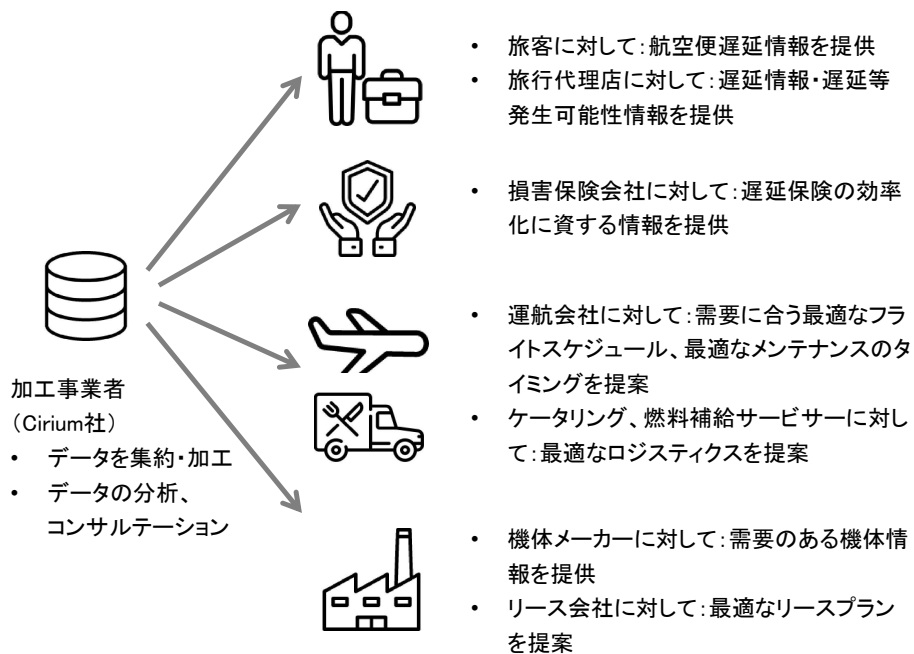 • 旅客に対して：航空便遅延情報を提供
• 旅行代理店に対して：遅延情報・遅延等
発生可能性情報を提供
• 損害保険会社に対して：遅延保険の効率
化に資する情報を提供
• 運航会社に対して：需要に合う最適なフラ
イトスケジュール、最適なメンテナンスのタ
イミングを提案
• ケータリング、燃料補給サービサーに対し
て：最適なロジスティクスを提案
• 機体メーカーに対して：需要のある機体情
報を提供
• リース会社に対して：最適なリースプラン
を提案
加工事業者
（Cirium社）
• データを集約・加工
• データの分析、
コンサルテーション